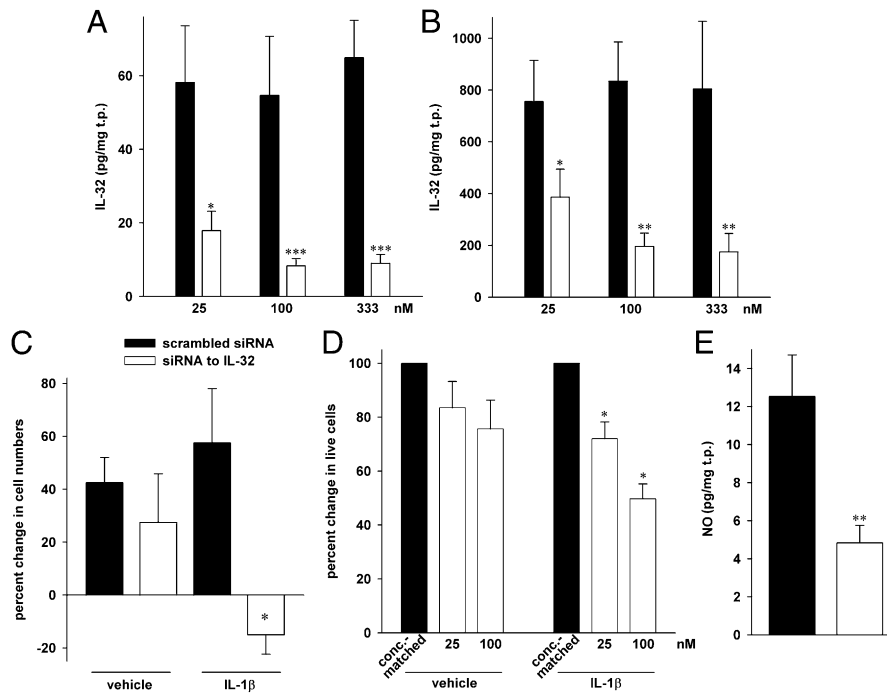 A
IL-32 (pg/mg t.p.)
60
40
20
0
*
***
***
25 100 333 nM
B
IL-32 (pg/mg t.p.)
1000
800
600
400
200
0
*
**
**
25 100 333 nM
C
scrambled siRNA
siRNA to IL-32
percent change in cell numbers
80
60
40
20
0
-20
*
vehicle IL-1β
D
percent change in live cells
100
80
60
40
20
0
*
*
conc.-
matched
25 100
conc.-
matched
25 100 nM
vehicle IL-1β
E
NO (pg/mg t.p.)
14
12
10
8
6
4
2
0
**